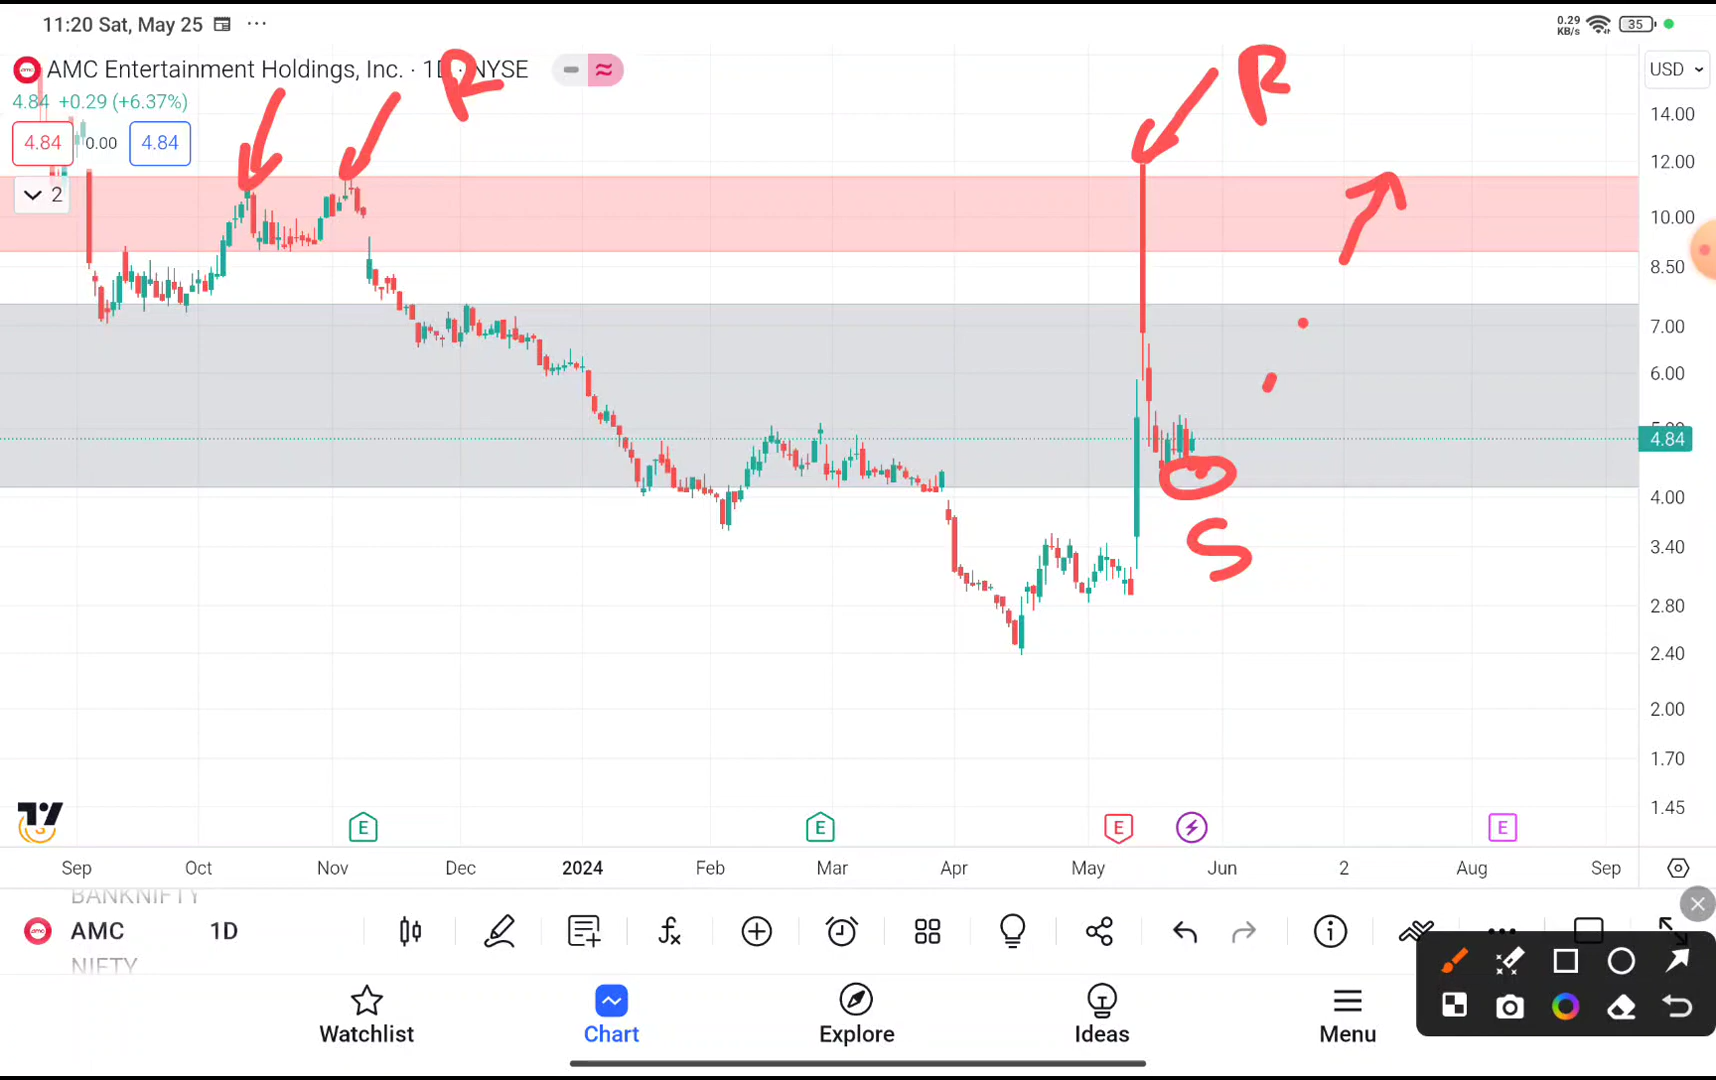 11:20 Sat, May 25 ...
0.29
KB/s
35
AMC Entertainment Holdings, Inc. · 1D · NYSE
R
R
USD
4.84 +0.29 (+6.37%)
4.84 0.00 4.84
2
14.00
12.00
10.00
8.50
7.00
6.00
5.00
4.84
4.00
3.40
2.80
2.40
2.00
1.70
1.45
S
E E E E
Sep Oct Nov Dec 2024 Feb Mar Apr May Jun 2 Aug Sep
BANKNIFTY
AMC 1D
NIFTY
Watchlist Chart Explore Ideas Menu